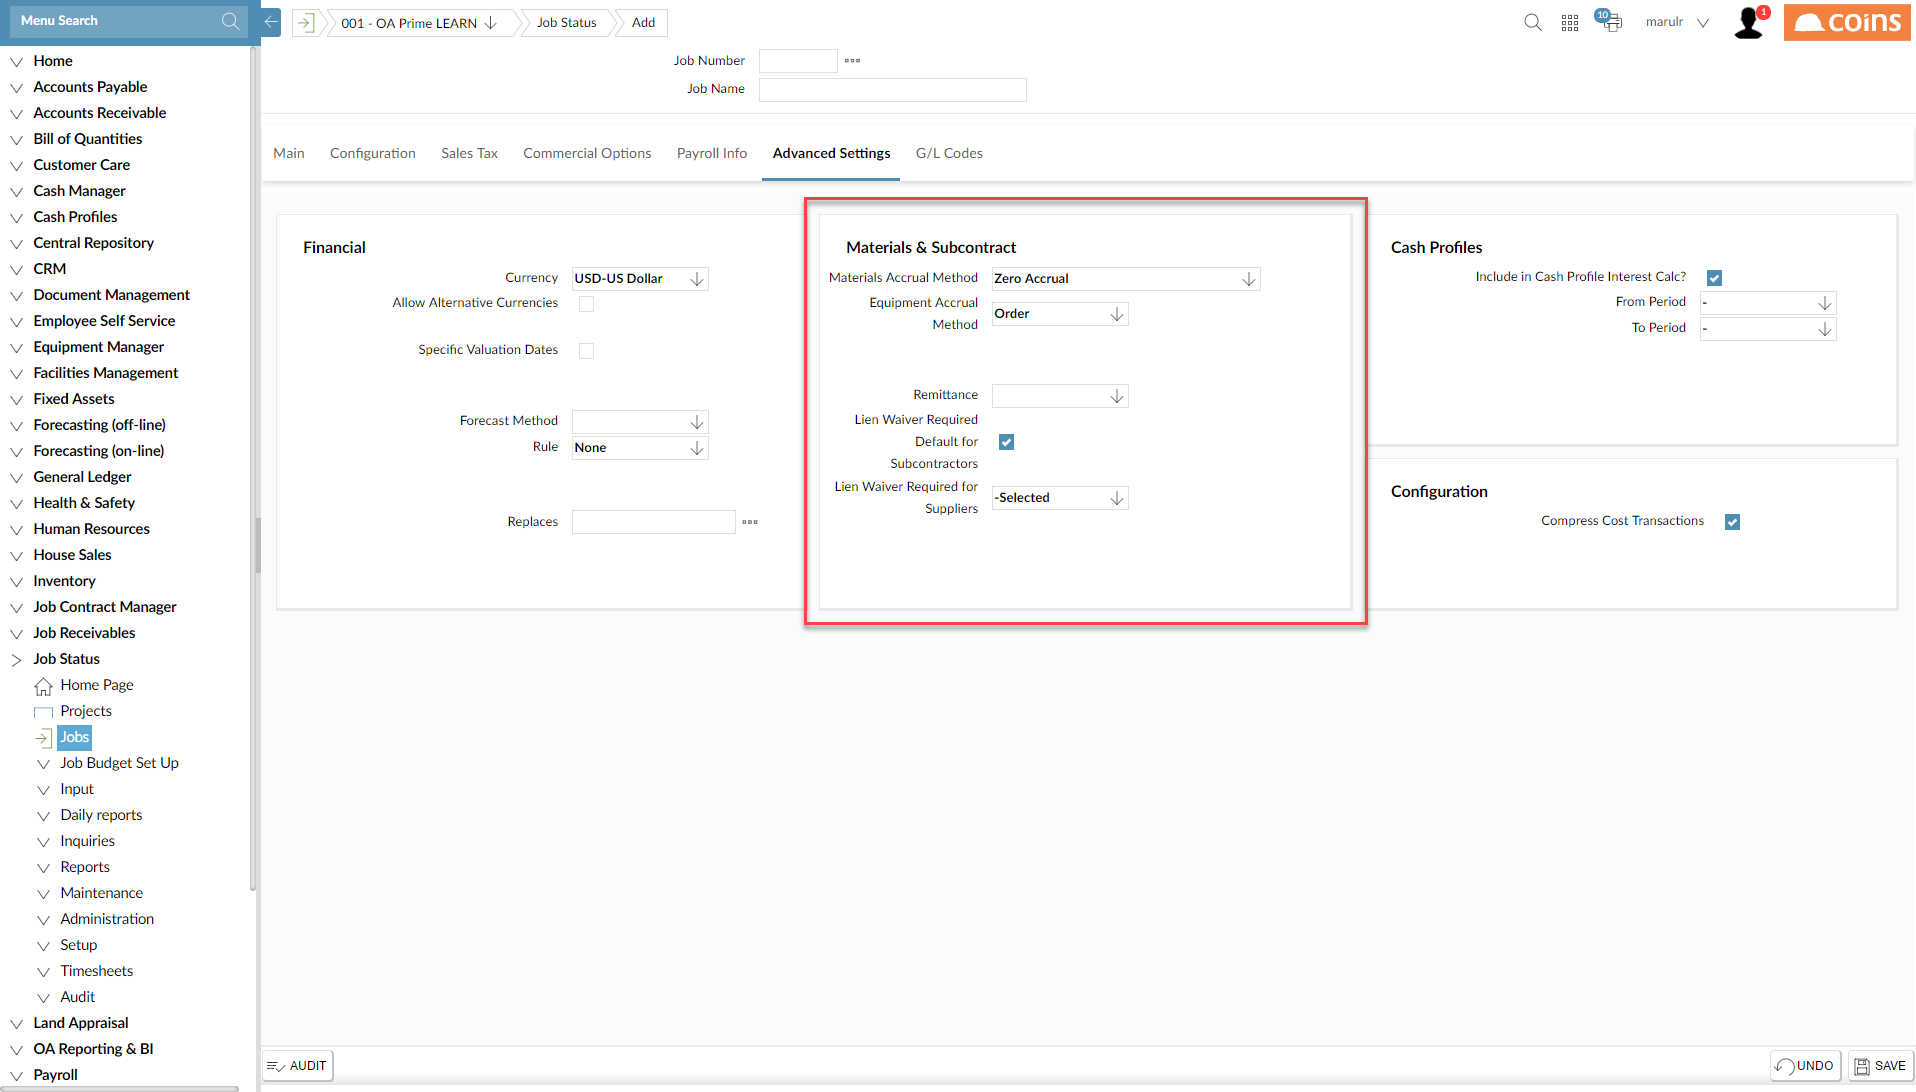 Menu Search
001 - OA Prime LEARN
Job Status
Add
10
marulr
1
coins
Home
Accounts Payable
Accounts Receivable
Bill of Quantities
Customer Care
Cash Manager
Cash Profiles
Central Repository
CRM
Document Management
Employee Self Service
Equipment Manager
Facilities Management
Fixed Assets
Forecasting (off-line)
Forecasting (on-line)
General Ledger
Health & Safety
Human Resources
House Sales
Inventory
Job Contract Manager
Job Receivables
Job Status
Home Page
Projects
Jobs
Job Budget Set Up
Input
Daily reports
Inquiries
Reports
Maintenance
Administration
Setup
Timesheets
Audit
Land Appraisal
OA Reporting & BI
Payroll
Job Number
Job Name
Main
Configuration
Sales Tax
Commercial Options
Payroll Info
Advanced Settings
G/L Codes
Financial
Currency USD-US Dollar
Allow Alternative Currencies
Specific Valuation Dates
Forecast Method
Rule None
Replaces
Materials & Subcontract
Materials Accrual Method Zero Accrual
Equipment Accrual
Method
Order
Remittance
Lien Waiver Required
Default for
Subcontractors
Lien Waiver Required for
Suppliers
-Selected
Cash Profiles
Include in Cash Profile Interest Calc?
From Period -
To Period -
Configuration
Compress Cost Transactions
AUDIT
UNDO
SAVE